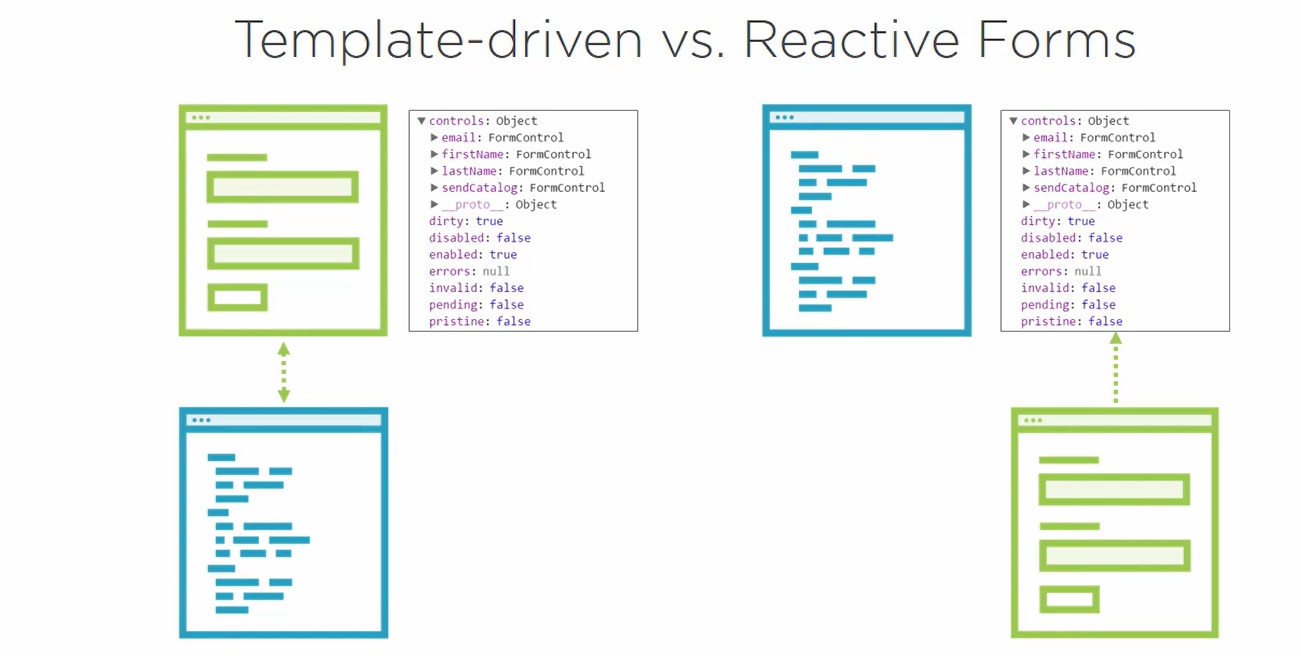 Template-driven vs. Reactive Forms
▼controls: Object
▶email: FormControl
▶firstName: FormControl
▶lastName: FormControl
▶sendCatalog: FormControl
▶__proto__: Object
dirty: true
disabled: false
enabled: true
errors: null
invalid: false
pending: false
pristine: false
▼controls: Object
▶email: FormControl
▶firstName: FormControl
▶lastName: FormControl
▶sendCatalog: FormControl
▶__proto__: Object
dirty: true
disabled: false
enabled: true
errors: null
invalid: false
pending: false
pristine: false